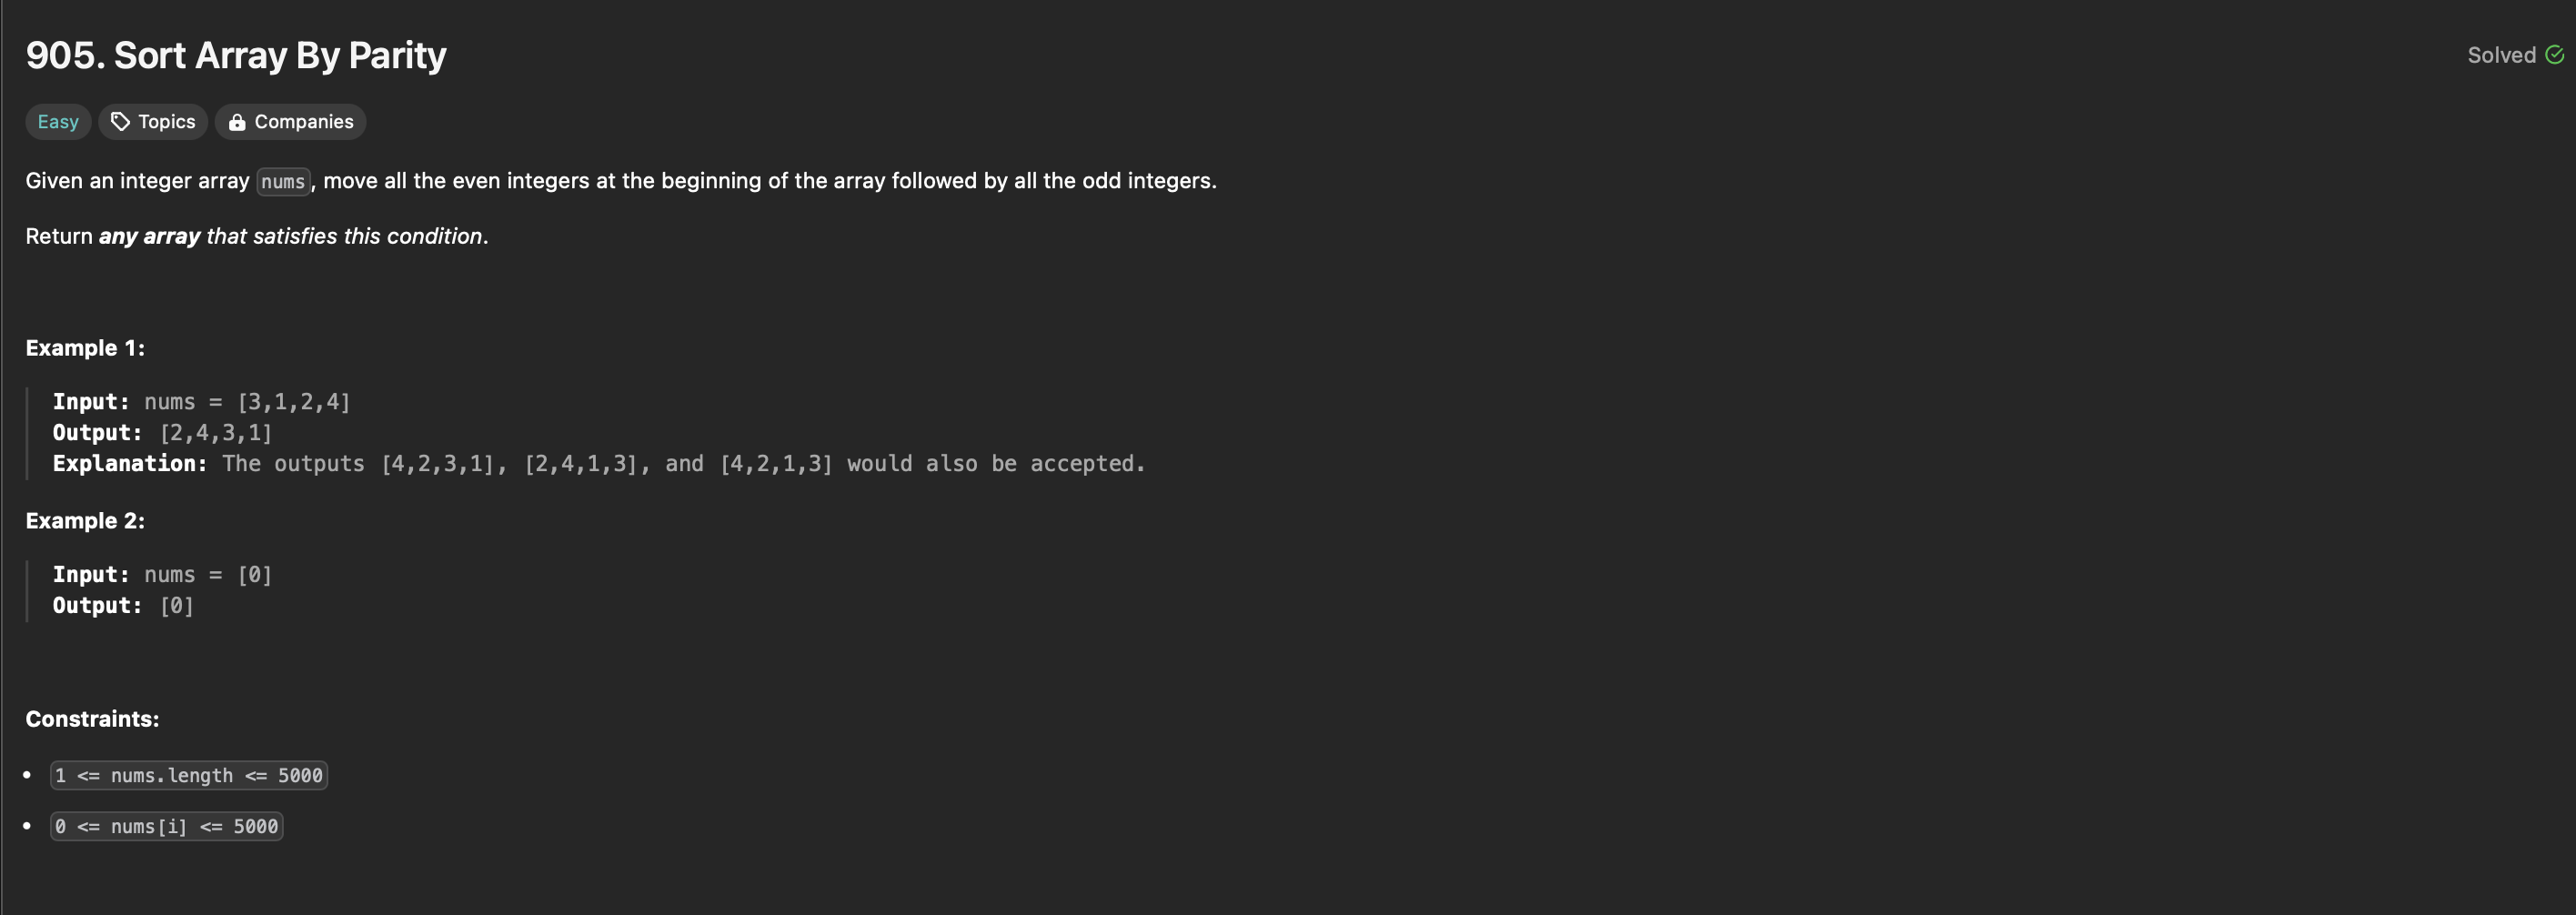 905. Sort Array By Parity
Solved
Easy Topics Companies
Given an integer array nums, move all the even integers at the beginning of the array followed by all the odd integers.
Return any array that satisfies this condition.
Example 1:
Input: nums = [3,1,2,4]
Output: [2,4,3,1]
Explanation: The outputs [4,2,3,1], [2,4,1,3], and [4,2,1,3] would also be accepted.
Example 2:
Input: nums = [0]
Output: [0]
Constraints:
• 1 <= nums.length <= 5000
• 0 <= nums[i] <= 5000